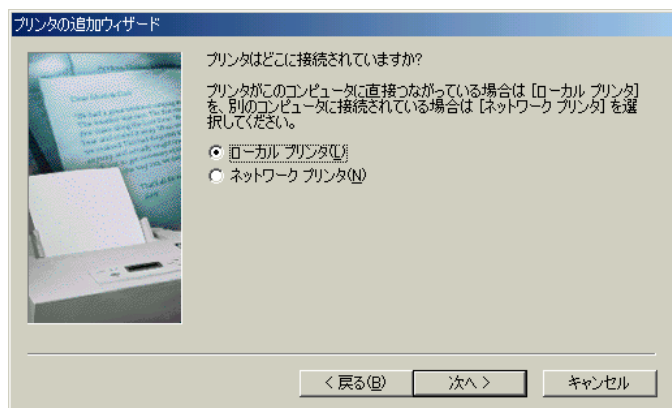 プリンタの追加ウィザード
プリンタはどこに接続されていますか?
プリンタがこのコンピュータに直接つながっている場合は [ローカル プリンタ]
を、別のコンピュータに接続されている場合は [ネットワーク プリンタ] を選
択してください。
ローカル プリンタ(L)
ネットワーク プリンタ(N)
< 戻る(B)
次へ >
キャンセル